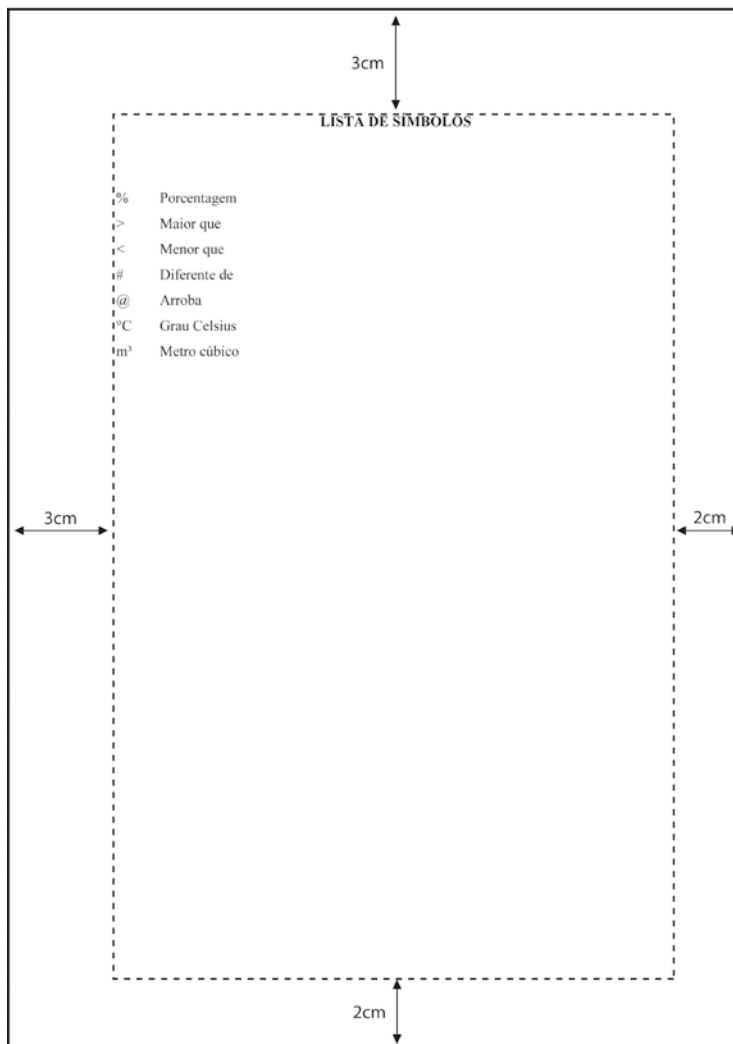 3cm
LISTA DE SÍMBOLOS
% Porcentagem
> Maior que
< Menor que
# Diferente de
@ Arroba
°C Grau Celsius
m³ Metro cúbico
3cm
2cm
2cm